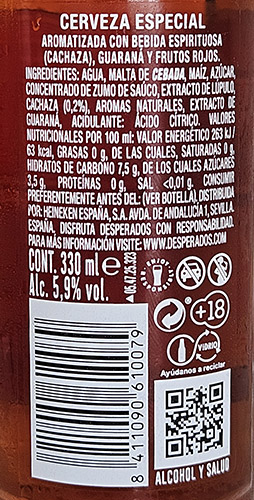 CERVEZA ESPECIAL
AROMATIZADA CON BEBIDA ESPIRITUOSA
(CACHAZA), GUARANÁ Y FRUTOS ROJOS.
INGREDIENTES: AGUA, MALTA DE CEBADA, MAÍZ, AZÚCAR,
CONCENTRADO DE ZUMO DE SAÚCO, EXTRACTO DE LÚPULO,
CACHAZA (0,2%), AROMAS NATURALES, EXTRACTO DE
GUARANÁ, ACIDULANTE: ÁCIDO CÍTRICO. VALORES
NUTRICIONALES POR 100 ml: VALOR ENERGÉTICO 263 kJ/
63 kcal, GRASAS 0 g, DE LAS CUALES, SATURADAS 0 g,
HIDRATOS DE CARBONO 7,5 g, DE LOS CUALES AZÚCARES
3,5 g, PROTEÍNAS 0 g, SAL <0,01 g. CONSUMIR
PREFERENTEMENTE ANTES DEL: (VER BOTELLA). DISTRIBUIDA
POR: HEINEKEN ESPAÑA, S.A. AVDA. DE ANDALUCÍA 1, SEVILLA.
ESPAÑA. DISFRUTA DESPERADOS CON RESPONSABILIDAD.
PARA MÁS INFORMACIÓN VISITE: WWW.DESPERADOS.COM
CONT. 330 ml e
Alc. 5,9% vol.
05.7.25.323
+18
VIDRIO
Ayúdanos a reciclar
8 411090 610079
ALCOHOL Y SALUD